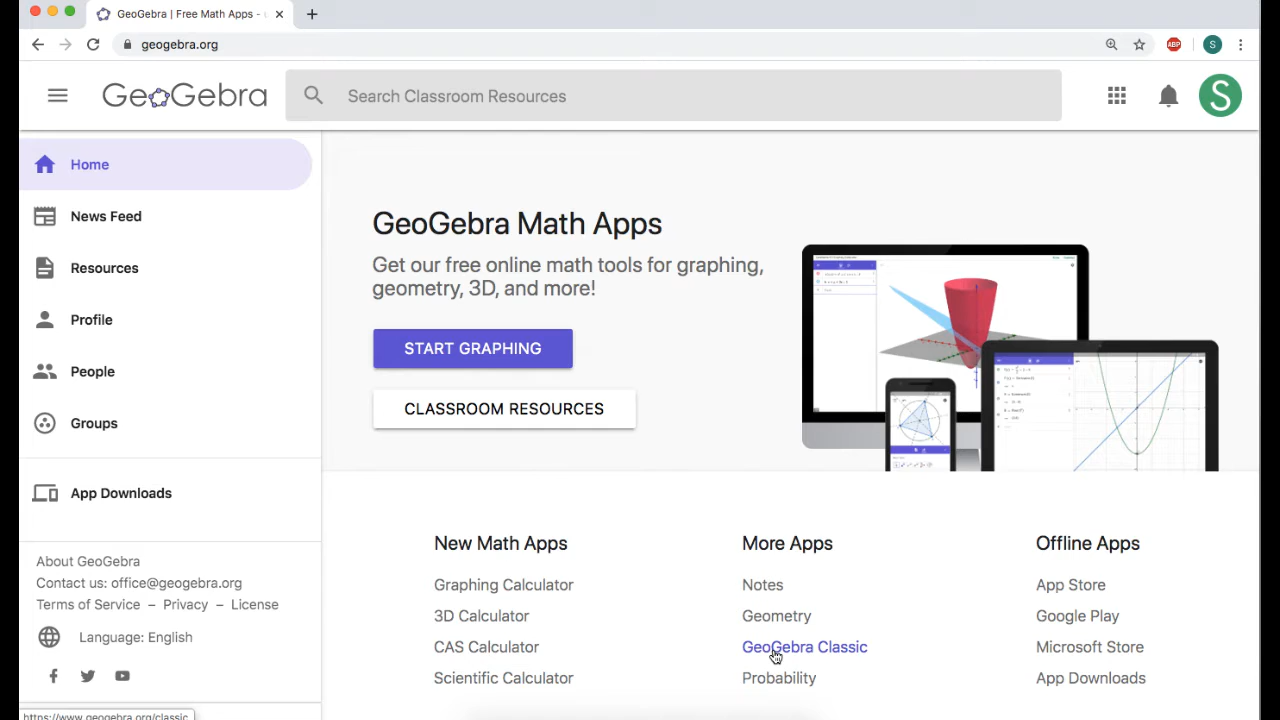 GeoGebra | Free Math Apps -
geogebra.org
ABP
S
GeoGebra
Search Classroom Resources
S
Home
News Feed
Resources
Profile
People
Groups
App Downloads
About GeoGebra
Contact us: office@geogebra.org
Terms of Service – Privacy – License
Language: English
https://www.geogebra.org/classic
GeoGebra Math Apps
Get our free online math tools for graphing,
geometry, 3D, and more!
START GRAPHING
CLASSROOM RESOURCES
New Math Apps
Graphing Calculator
3D Calculator
CAS Calculator
Scientific Calculator
More Apps
Notes
Geometry
GeoGebra Classic
Probability
Offline Apps
App Store
Google Play
Microsoft Store
App Downloads